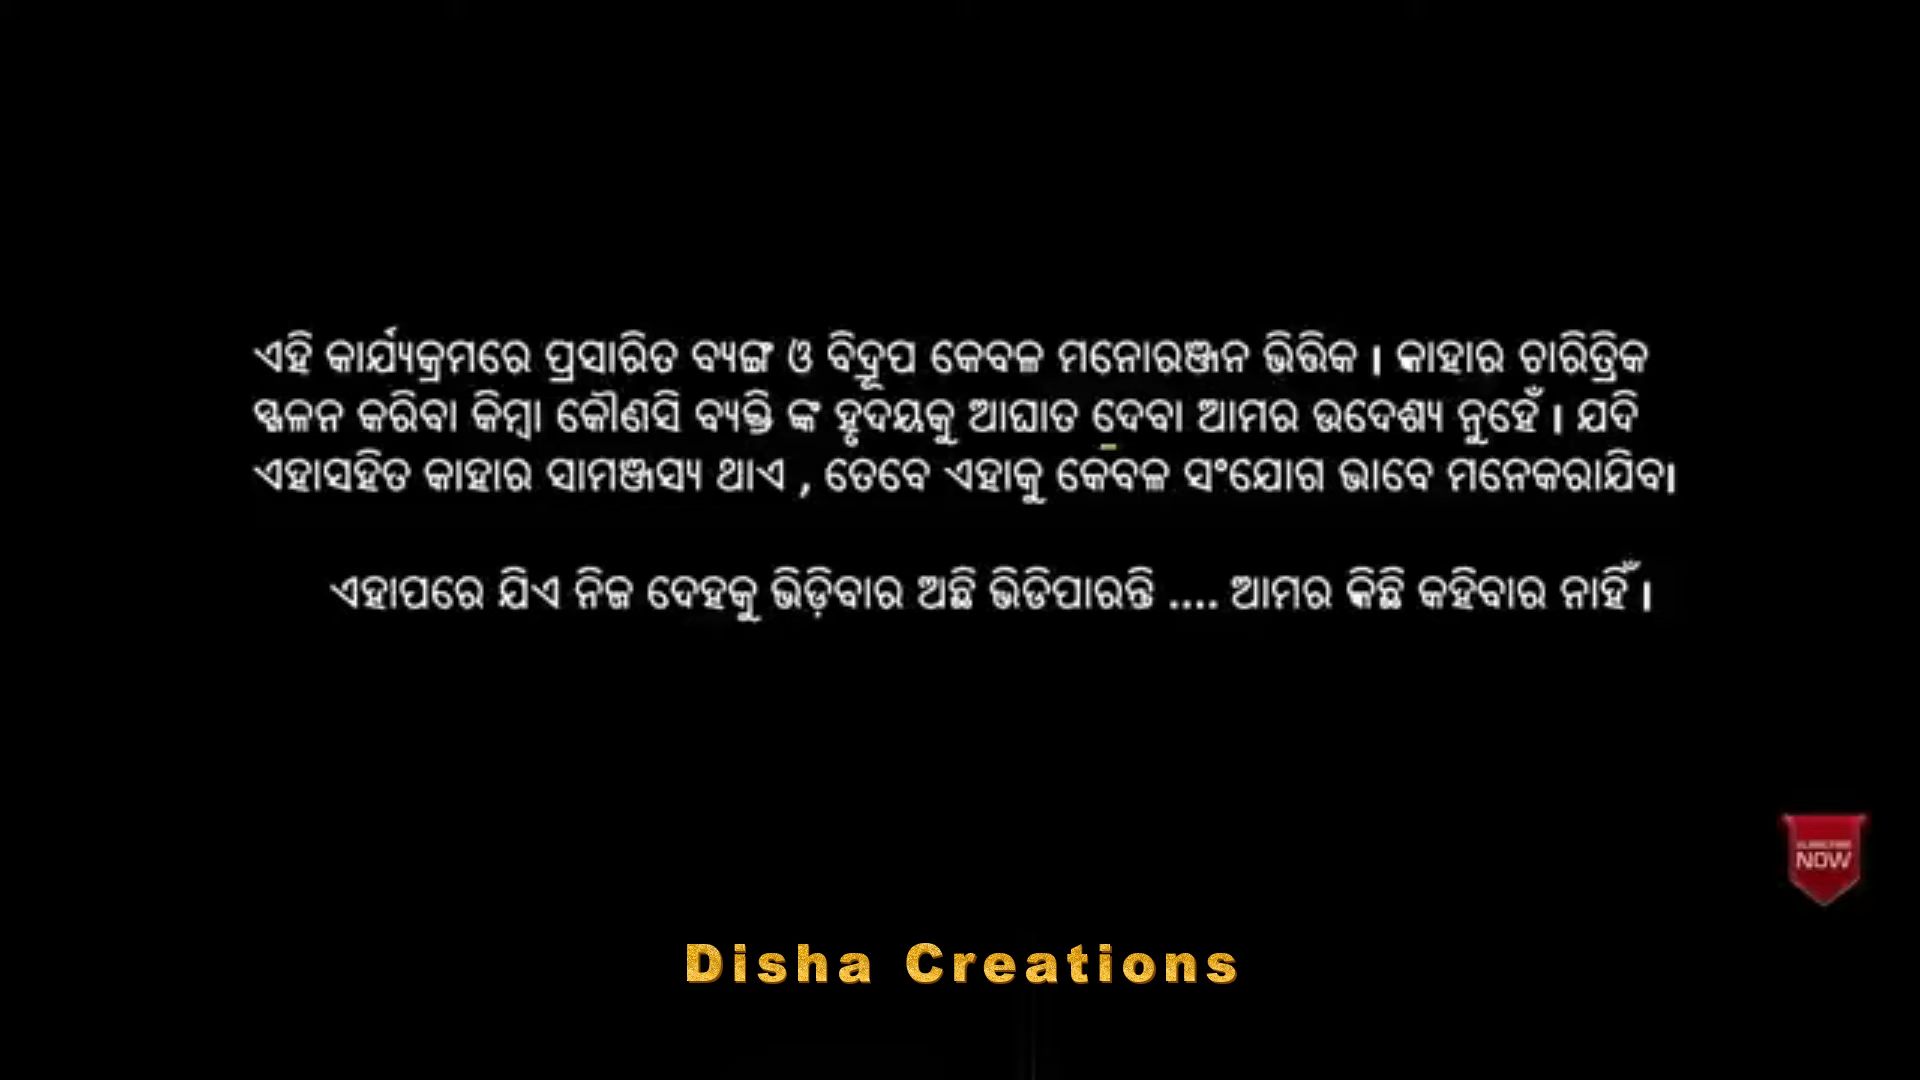 ଏହି କାର୍ଯ୍ୟକ୍ରମରେ ପ୍ରସାରିତ ବ୍ୟଙ୍ଗ ଓ ବିଦ୍ରୂପ କେବଳ ମନୋରଞ୍ଜନ ଭିତ୍ତିକ । କାହାର ଚାରିତ୍ରିକ
ସ୍ଖଳନ କରିବା କିମ୍ବା କୌଣସି ବ୍ୟକ୍ତି ଙ୍କ ହୃଦୟକୁ ଆଘାତ ଦେବା ଆମର ଉଦେଶ୍ୟ ନୁହେଁ । ଯଦି
ଏହାସହିତ କାହାର ସାମଞ୍ଜସ୍ୟ ଥାଏ , ତେବେ ଏହାକୁ କେବଳ ସଂଯୋଗ ଭାବେ ମନେକରାଯିବ।
ଏହାପରେ ଯିଏ ନିଜ ଦେହକୁ ଭିଡ଼ିବାର ଅଛି ଭିଡିପାରନ୍ତି .... ଆମର କିଛି କହିବାର ନାହିଁ ।
SUBSCRIBE
NOW
Disha Creations